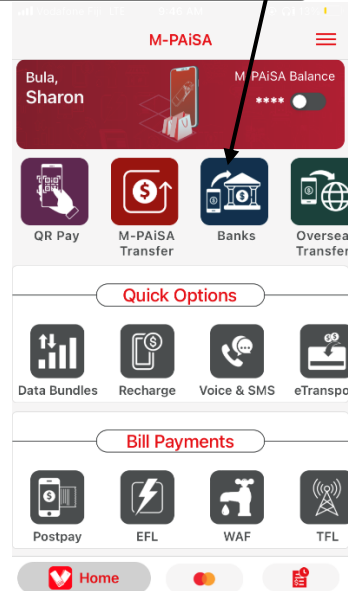 M-PAiSA
Bula,
Sharon
M-PAiSA Balance
****
QR Pay
M-PAiSA
Transfer
Banks
Oversea
Transfer
Quick Options
Data Bundles
Recharge
Voice & SMS
eTranspo
Bill Payments
Postpay
EFL
WAF
TFL
Home